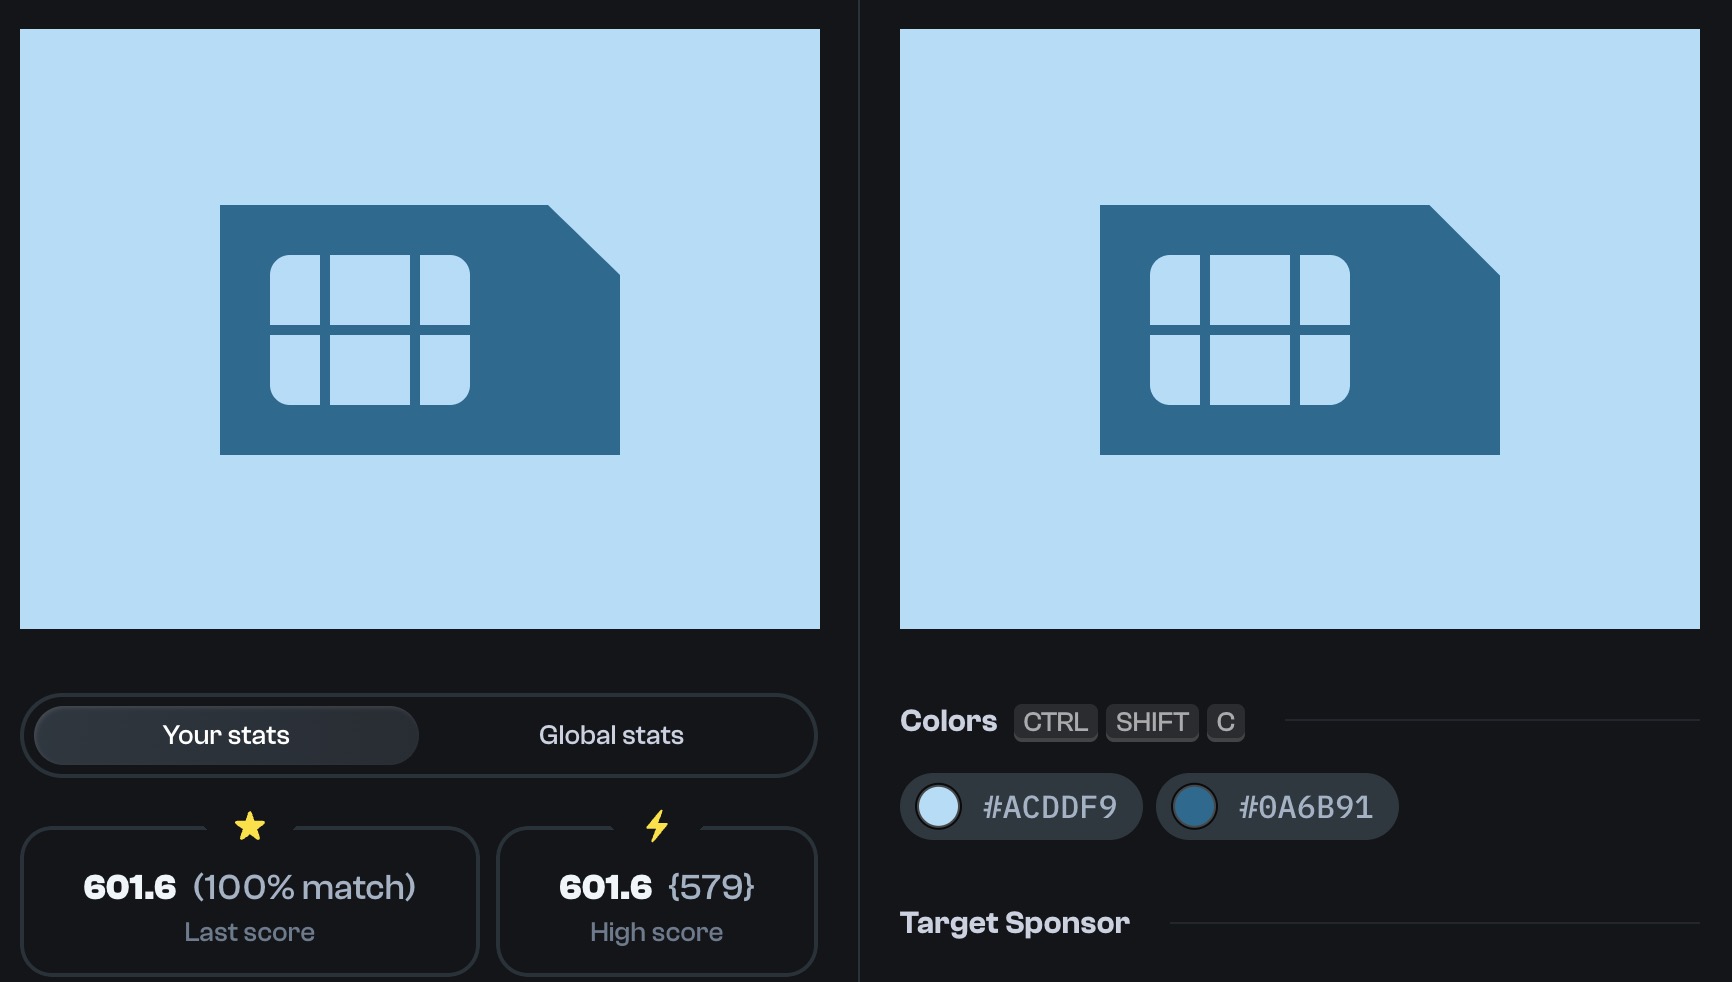 Your stats
Global stats
601.6 (100% match)
Last score
601.6 {579}
High score
Colors CTRL SHIFT C
#ACDDF9
#0A6B91
Target Sponsor